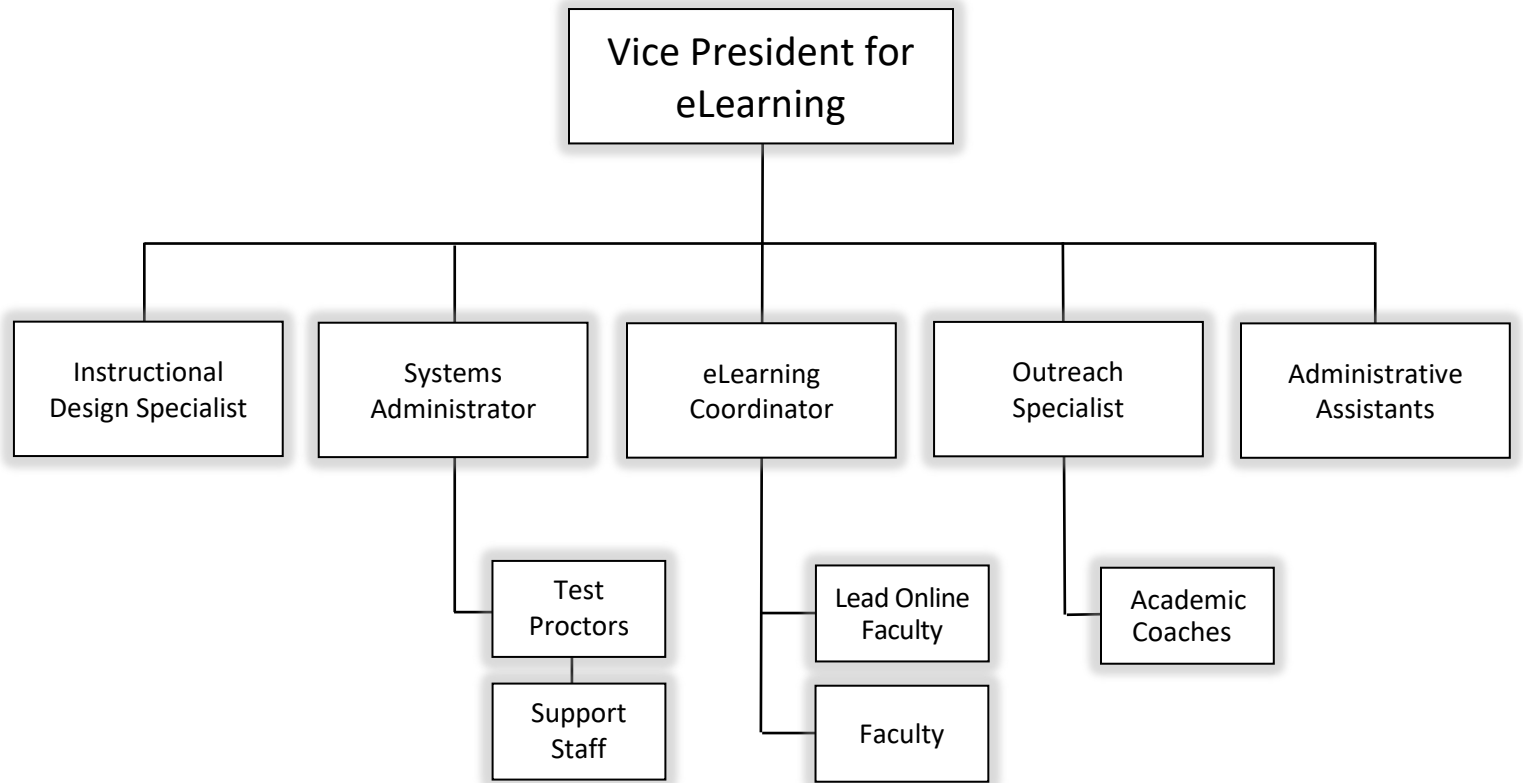 Vice President for
eLearning
Instructional
Design Specialist
Systems
Administrator
eLearning
Coordinator
Outreach
Specialist
Administrative
Assistants
Test
Proctors
Support
Staff
Lead Online
Faculty
Faculty
Academic
Coaches